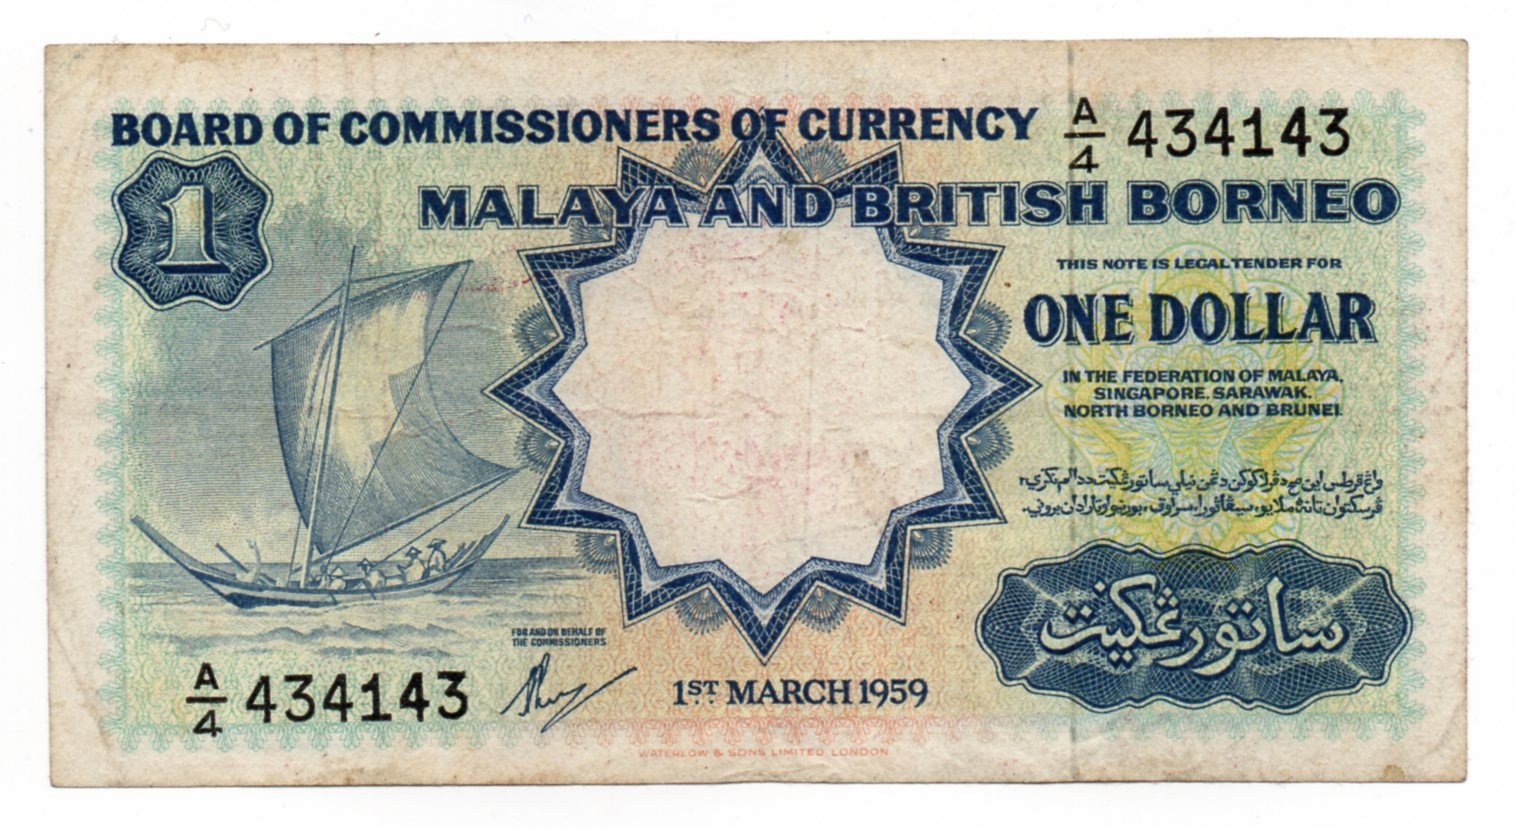 BOARD OF COMMISSIONERS OF CURRENCY
A/4 434143
MALAYA AND BRITISH BORNEO
1
THIS NOTE IS LEGAL TENDER FOR
ONE DOLLAR
IN THE FEDERATION OF MALAYA,
SINGAPORE, SARAWAK,
NORTH BORNEO AND BRUNEI.
ساتو رڠݢيت
FOR AND ON BEHALF OF
THE COMMISSIONERS
A/4 434143
1ST MARCH 1959
WATERLOW & SONS LIMITED, LONDON